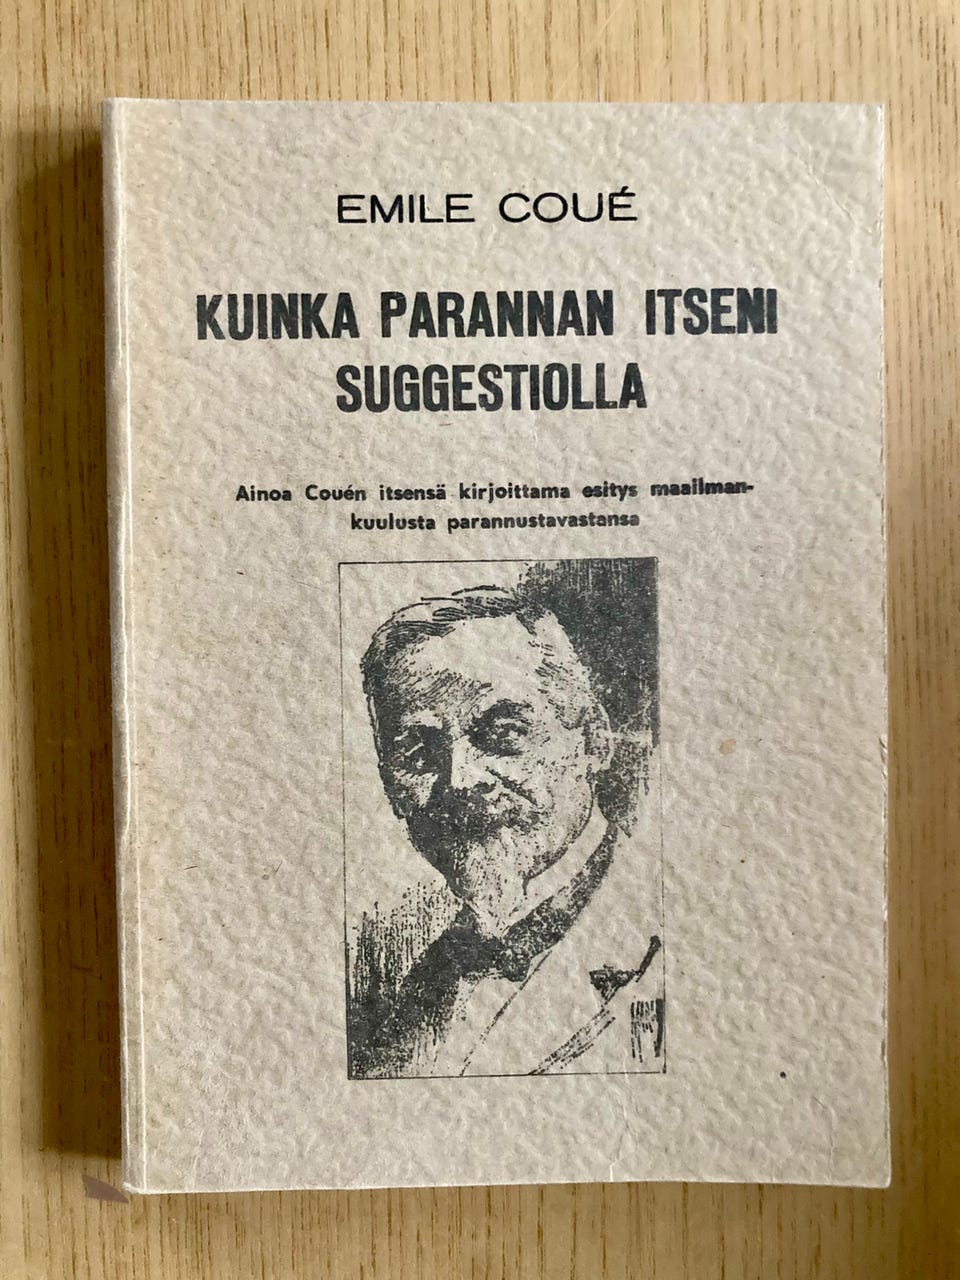 EMILE COUÉ
KUINKA PARANNAN ITSENI
SUGGESTIOLLA
Ainoa Couén itsensä kirjoittama esitys maailman-
kuulusta parannustavastansa